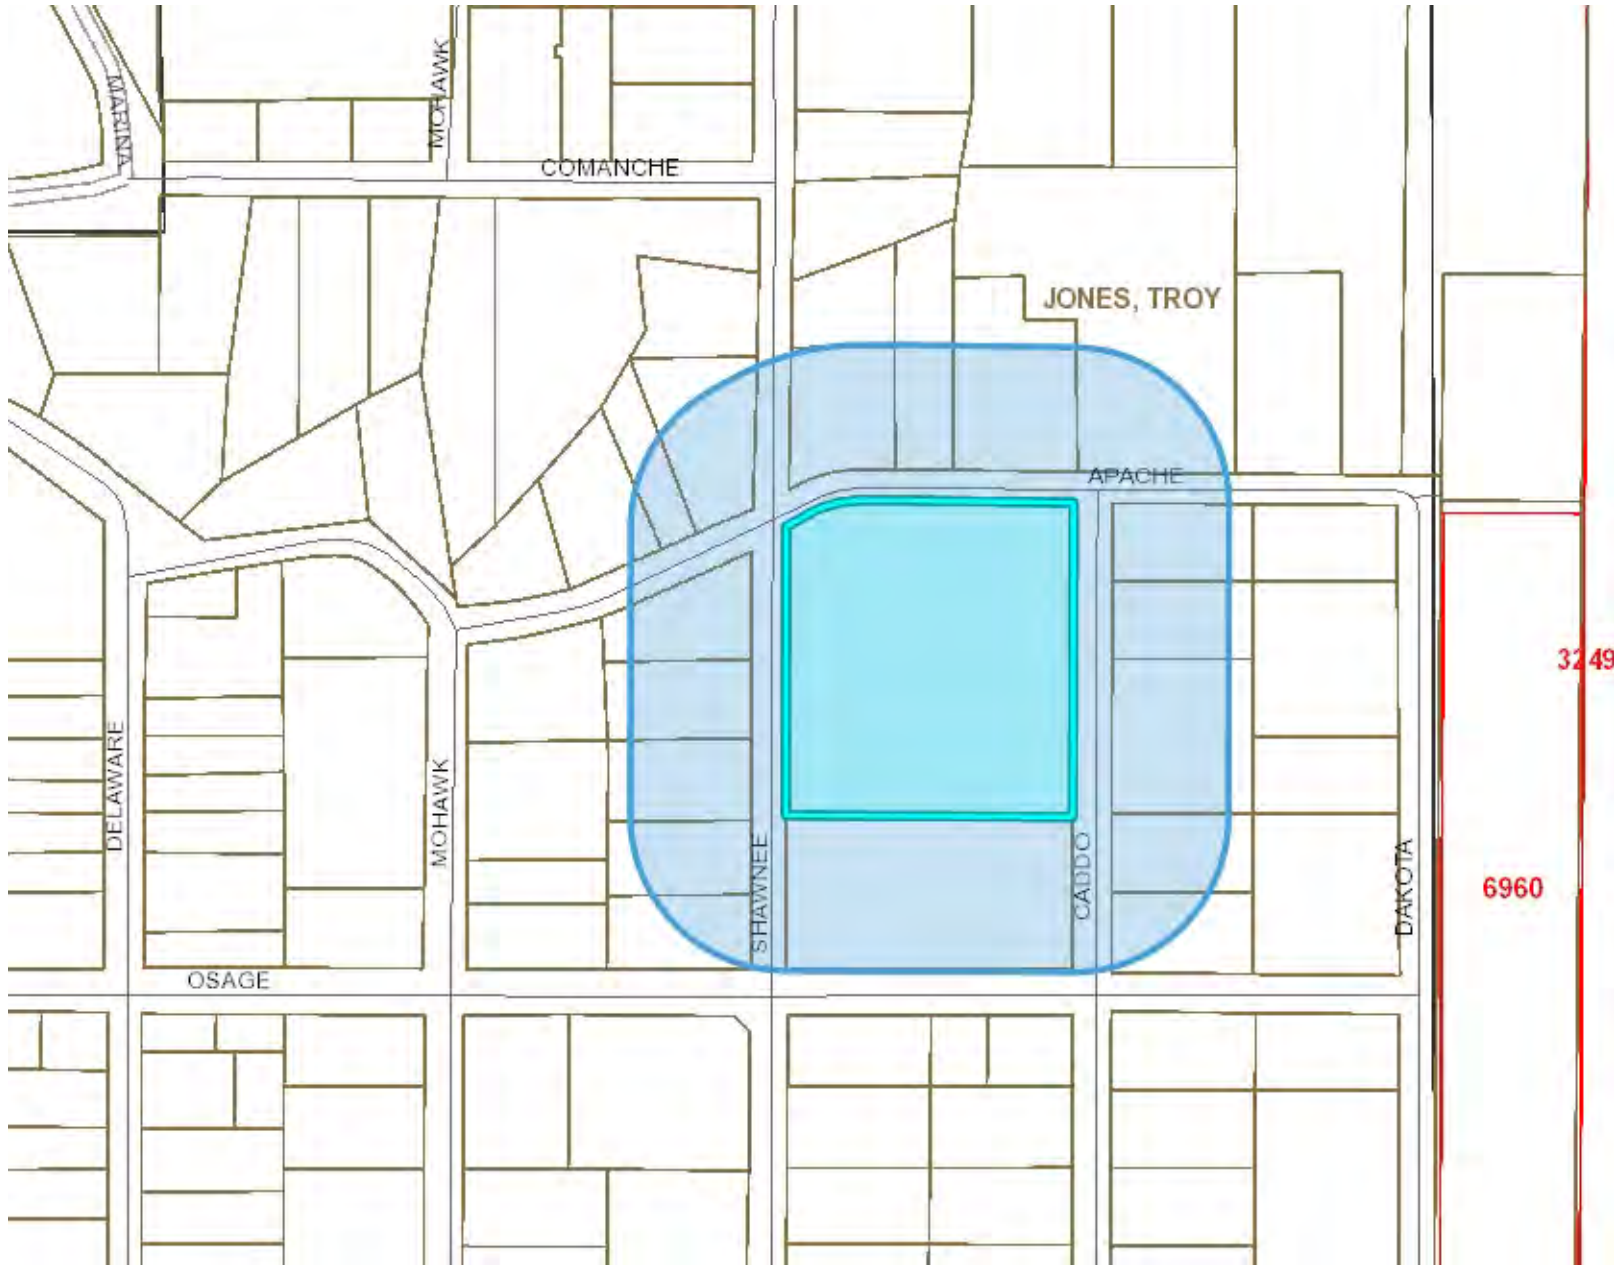 MARINA
MOHAWK
COMANCHE
JONES, TROY
APACHE
3249
DELAWARE
MOHAWK
SHAWNEE
CADDO
DAKOTA
6960
OSAGE